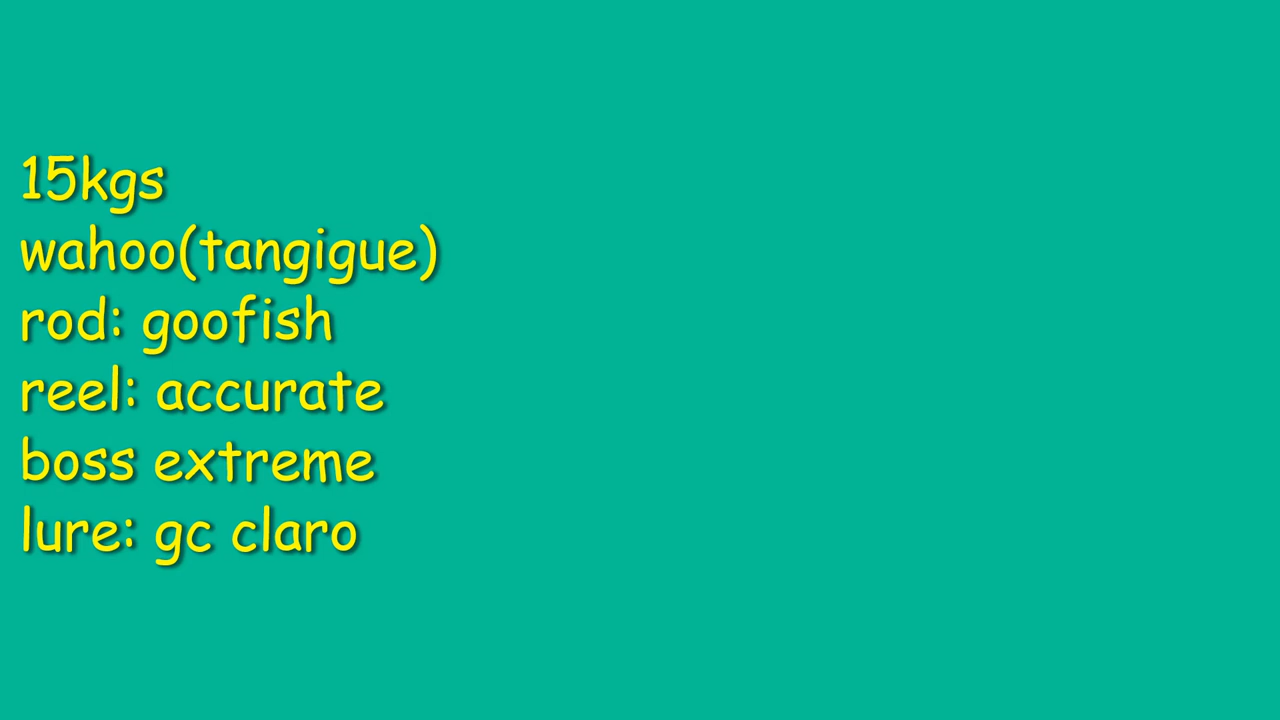 15kgs
wahoo(tangigue)
rod: goofish
reel: accurate
boss extreme
lure: gc claro